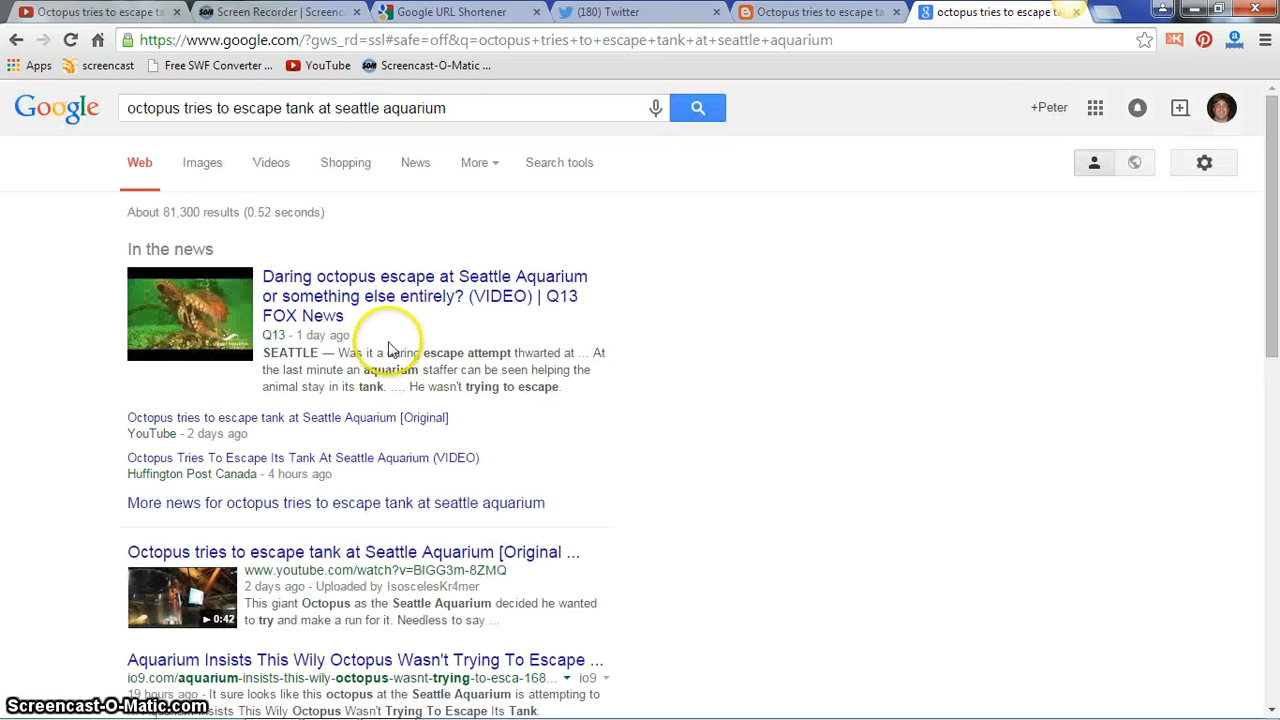 Octopus tries to escape ta
Screen Recorder | Screenc
Google URL Shortener
(180) Twitter
Octopus tries to escape ta
octopus tries to escape ta
https://www.google.com/?gws_rd=ssl#safe=off&q=octopus+tries+to+escape+tank+at+seattle+aquarium
Apps
screencast
Free SWF Converter ...
YouTube
Screencast-O-Matic ...
Google
octopus tries to escape tank at seattle aquarium
+Peter
Web
Images
Videos
Shopping
News
More
Search tools
About 81,300 results (0.52 seconds)
In the news
Daring octopus escape at Seattle Aquarium
or something else entirely? (VIDEO) | Q13
FOX News
Q13 - 1 day ago
SEATTLE — Was it a daring escape attempt thwarted at ... At
the last minute an aquarium staffer can be seen helping the
animal stay in its tank. .... He wasn't trying to escape.
Octopus tries to escape tank at Seattle Aquarium [Original]
YouTube - 2 days ago
Octopus Tries To Escape Its Tank At Seattle Aquarium (VIDEO)
Huffington Post Canada - 4 hours ago
More news for octopus tries to escape tank at seattle aquarium
Octopus tries to escape tank at Seattle Aquarium [Original ...
www.youtube.com/watch?v=BIGG3m-8ZMQ
2 days ago - Uploaded by IsoscelesKr4mer
This giant Octopus as the Seattle Aquarium decided he wanted
to try and make a run for it. Needless to say ...
0:42
Aquarium Insists This Wily Octopus Wasn't Trying To Escape ...
io9.com/aquarium-insists-this-wily-octopus-wasnt-trying-to-esca-168...
io9
19 hours ago - It sure looks like this octopus at the Seattle Aquarium is attempting to
Aquarium Insists This Wily Octopus Wasn't Trying To Escape Its Tank.
Screencast-O-Matic.com